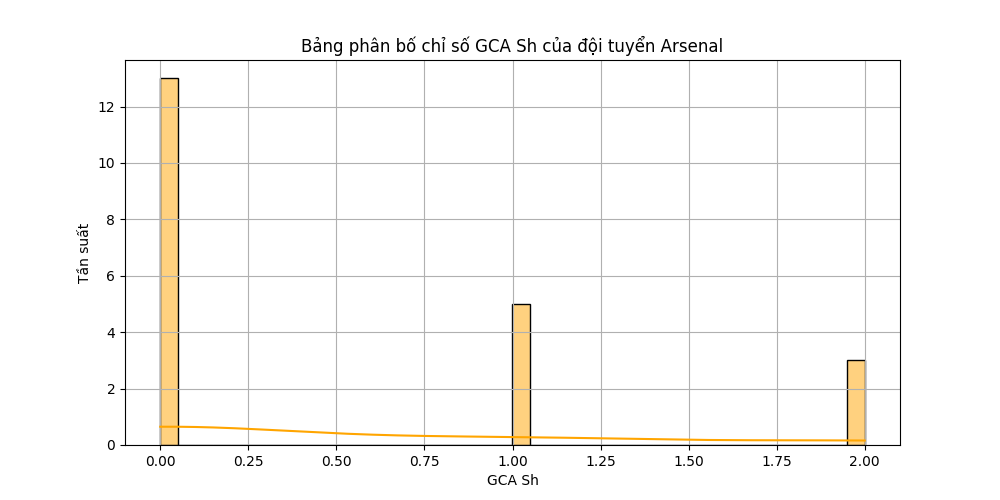 Bảng phân bố chỉ số GCA Sh của đội tuyển Arsenal
Tần suất
12
10
8
6
4
2
0
0.00 0.25 0.50 0.75 1.00 1.25 1.50 1.75 2.00
GCA Sh